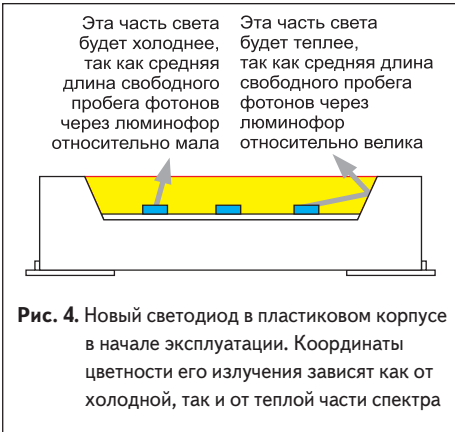 Эта часть света
будет холоднее,
так как средняя
длина свободного
пробега фотонов
через люминофор
относительно мала
Эта часть света
будет теплее,
так как средняя длина
свободного пробега
фотонов через
люминофор
относительно велика
Рис. 4. Новый светодиод в пластиковом корпусе
в начале эксплуатации. Координаты
цветности его излучения зависят как от
холодной, так и от теплой части спектра